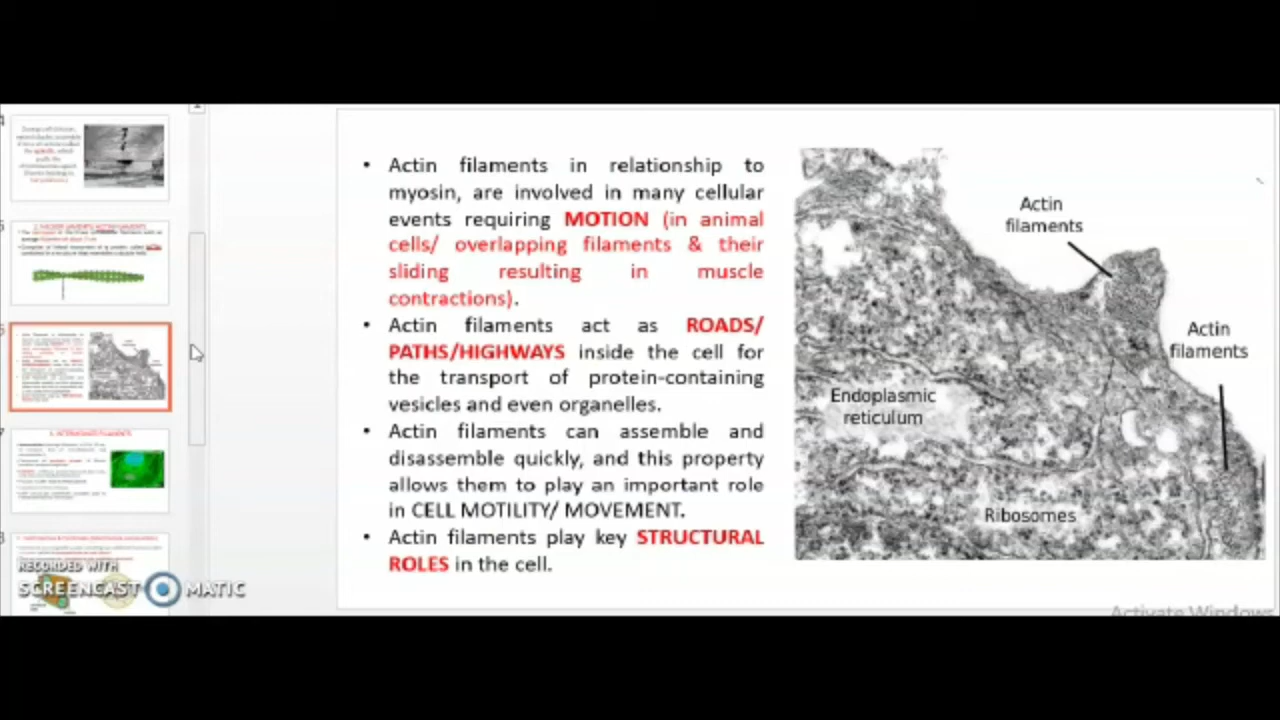 • Actin filaments in relationship to
myosin, are involved in many cellular
events requiring MOTION (in animal
cells/ overlapping filaments & their
sliding resulting in muscle
contractions).
• Actin filaments act as ROADS/
PATHS/HIGHWAYS inside the cell for
the transport of protein-containing
vesicles and even organelles.
• Actin filaments can assemble and
disassemble quickly, and this property
allows them to play an important role
in CELL MOTILITY/ MOVEMENT.
• Actin filaments play key STRUCTURAL
ROLES in the cell.
Actin
filaments
Actin
filaments
Endoplasmic
reticulum
Ribosomes
RECORDED WITH
SCREENCAST MATIC
Activate Windows